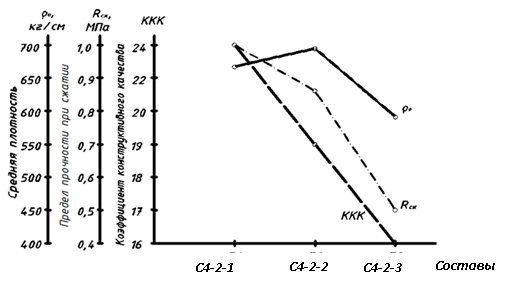 ρₒ,
кг/см
Rсж,
МПа
ККК
700
650
600
550
500
450
400
1,0
0,9
0,8
0,7
0,6
0,5
0,4
24
22
21
20
19
18
17
16
Средняя плотность
Предел прочности при сжатии
Коэффициент конструктивного качества
ρₒ
Rсж
ККК
С4-2-1
С4-2-2
С4-2-3
Составы